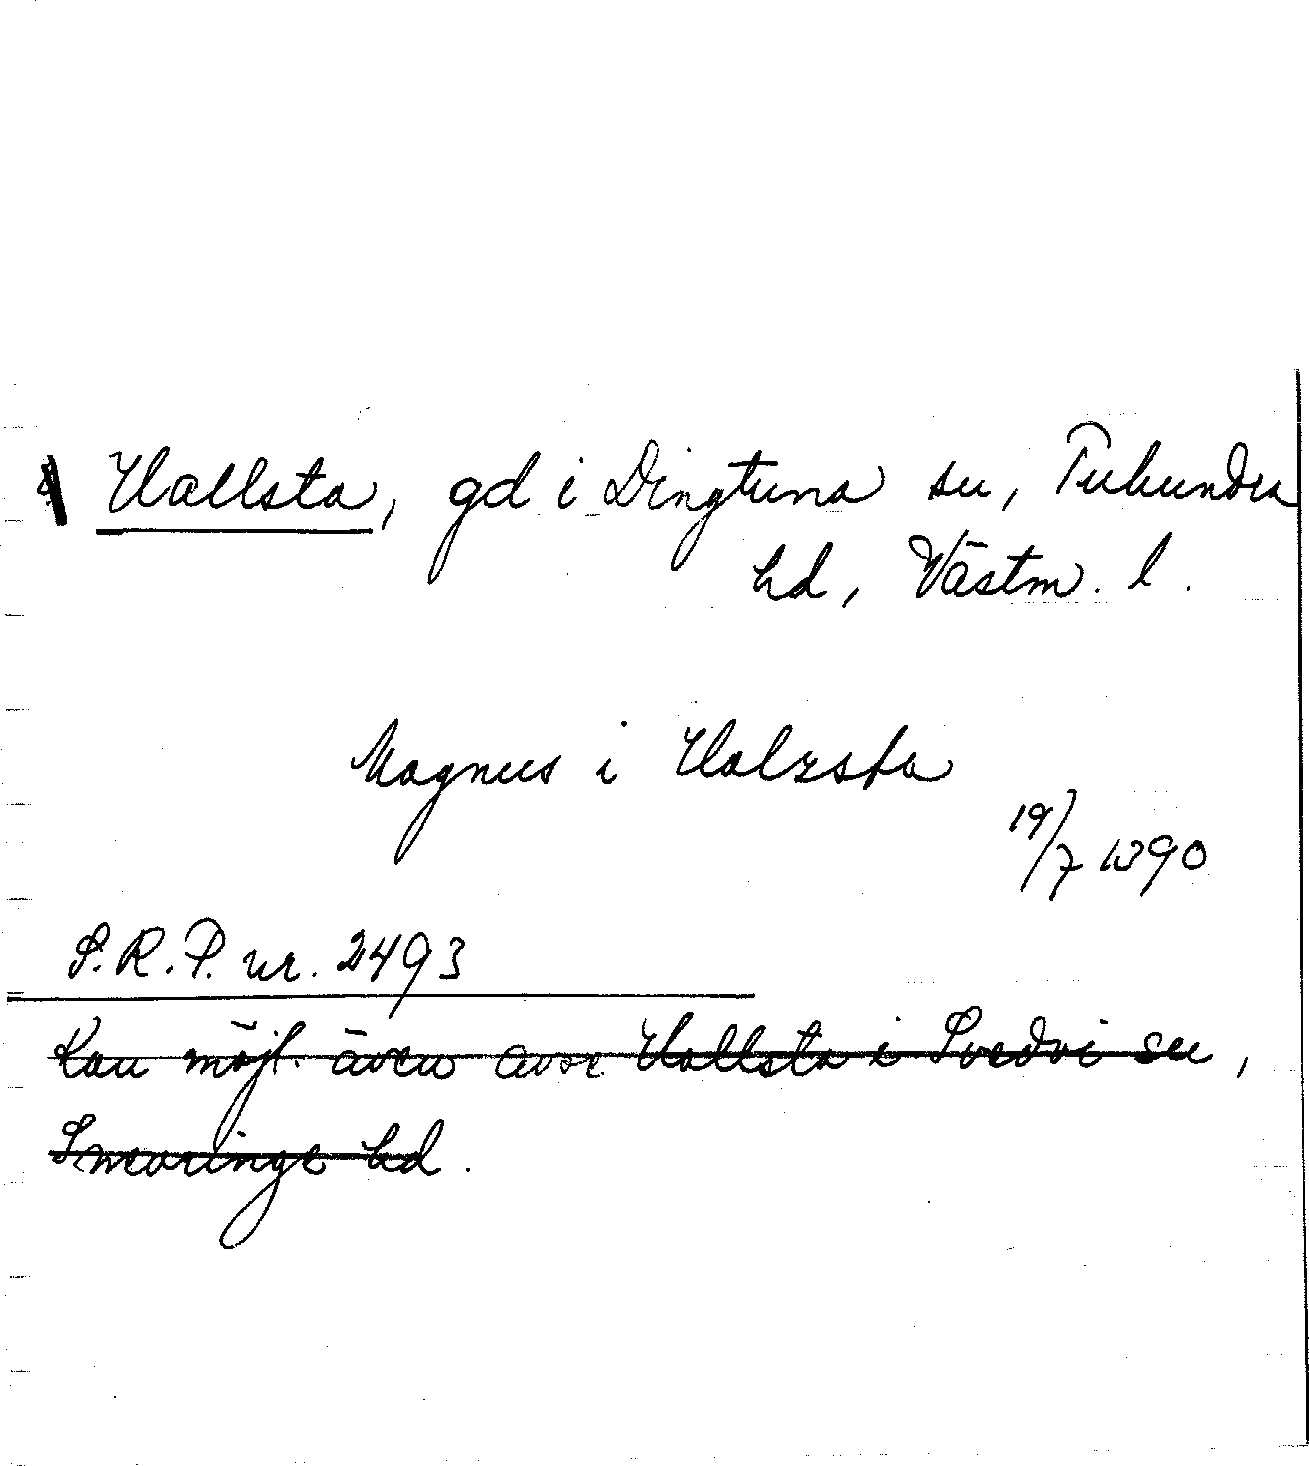 Hallsta, gd i Dingtuna sn, Tuhundra
hd, Västm. l.
Magnus i Halzsta
19/7 1390
S.R.P. nr. 2493
Kan möjl. även avse Hallsta i Svedvi sn,
Snevringe hd.